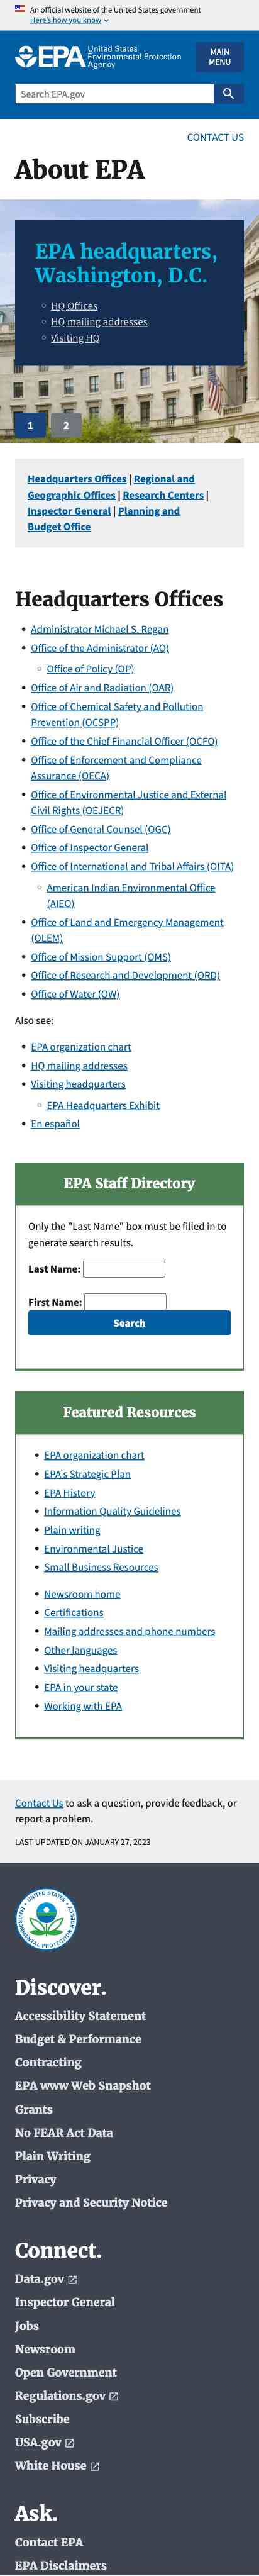 An official website of the United States government
Here's how you know
EPA United States
Environmental Protection
Agency
MAIN
MENU
Search EPA.gov
CONTACT US
About EPA
EPA headquarters,
Washington, D.C.
HQ Offices
HQ mailing addresses
Visiting HQ
1 2
Headquarters Offices | Regional and
Geographic Offices | Research Centers |
Inspector General | Planning and
Budget Office
Headquarters Offices
Administrator Michael S. Regan
Office of the Administrator (AO)
Office of Policy (OP)
Office of Air and Radiation (OAR)
Office of Chemical Safety and Pollution
Prevention (OCSPP)
Office of the Chief Financial Officer (OCFO)
Office of Enforcement and Compliance
Assurance (OECA)
Office of Environmental Justice and External
Civil Rights (OEJECR)
Office of General Counsel (OGC)
Office of Inspector General
Office of International and Tribal Affairs (OITA)
American Indian Environmental Office
(AIEO)
Office of Land and Emergency Management
(OLEM)
Office of Mission Support (OMS)
Office of Research and Development (ORD)
Office of Water (OW)
Also see:
EPA organization chart
HQ mailing addresses
Visiting headquarters
EPA Headquarters Exhibit
En español
EPA Staff Directory
Only the "Last Name" box must be filled in to
generate search results.
Last Name:
First Name:
Search
Featured Resources
EPA organization chart
EPA's Strategic Plan
EPA History
Information Quality Guidelines
Plain writing
Environmental Justice
Small Business Resources
Newsroom home
Certifications
Mailing addresses and phone numbers
Other languages
Visiting headquarters
EPA in your state
Working with EPA
Contact Us to ask a question, provide feedback, or
report a problem.
LAST UPDATED ON JANUARY 27, 2023
UNITED STATES
ENVIRONMENTAL PROTECTION AGENCY
Discover.
Accessibility Statement
Budget & Performance
Contracting
EPA www Web Snapshot
Grants
No FEAR Act Data
Plain Writing
Privacy
Privacy and Security Notice
Connect.
Data.gov
Inspector General
Jobs
Newsroom
Open Government
Regulations.gov
Subscribe
USA.gov
White House
Ask.
Contact EPA
EPA Disclaimers